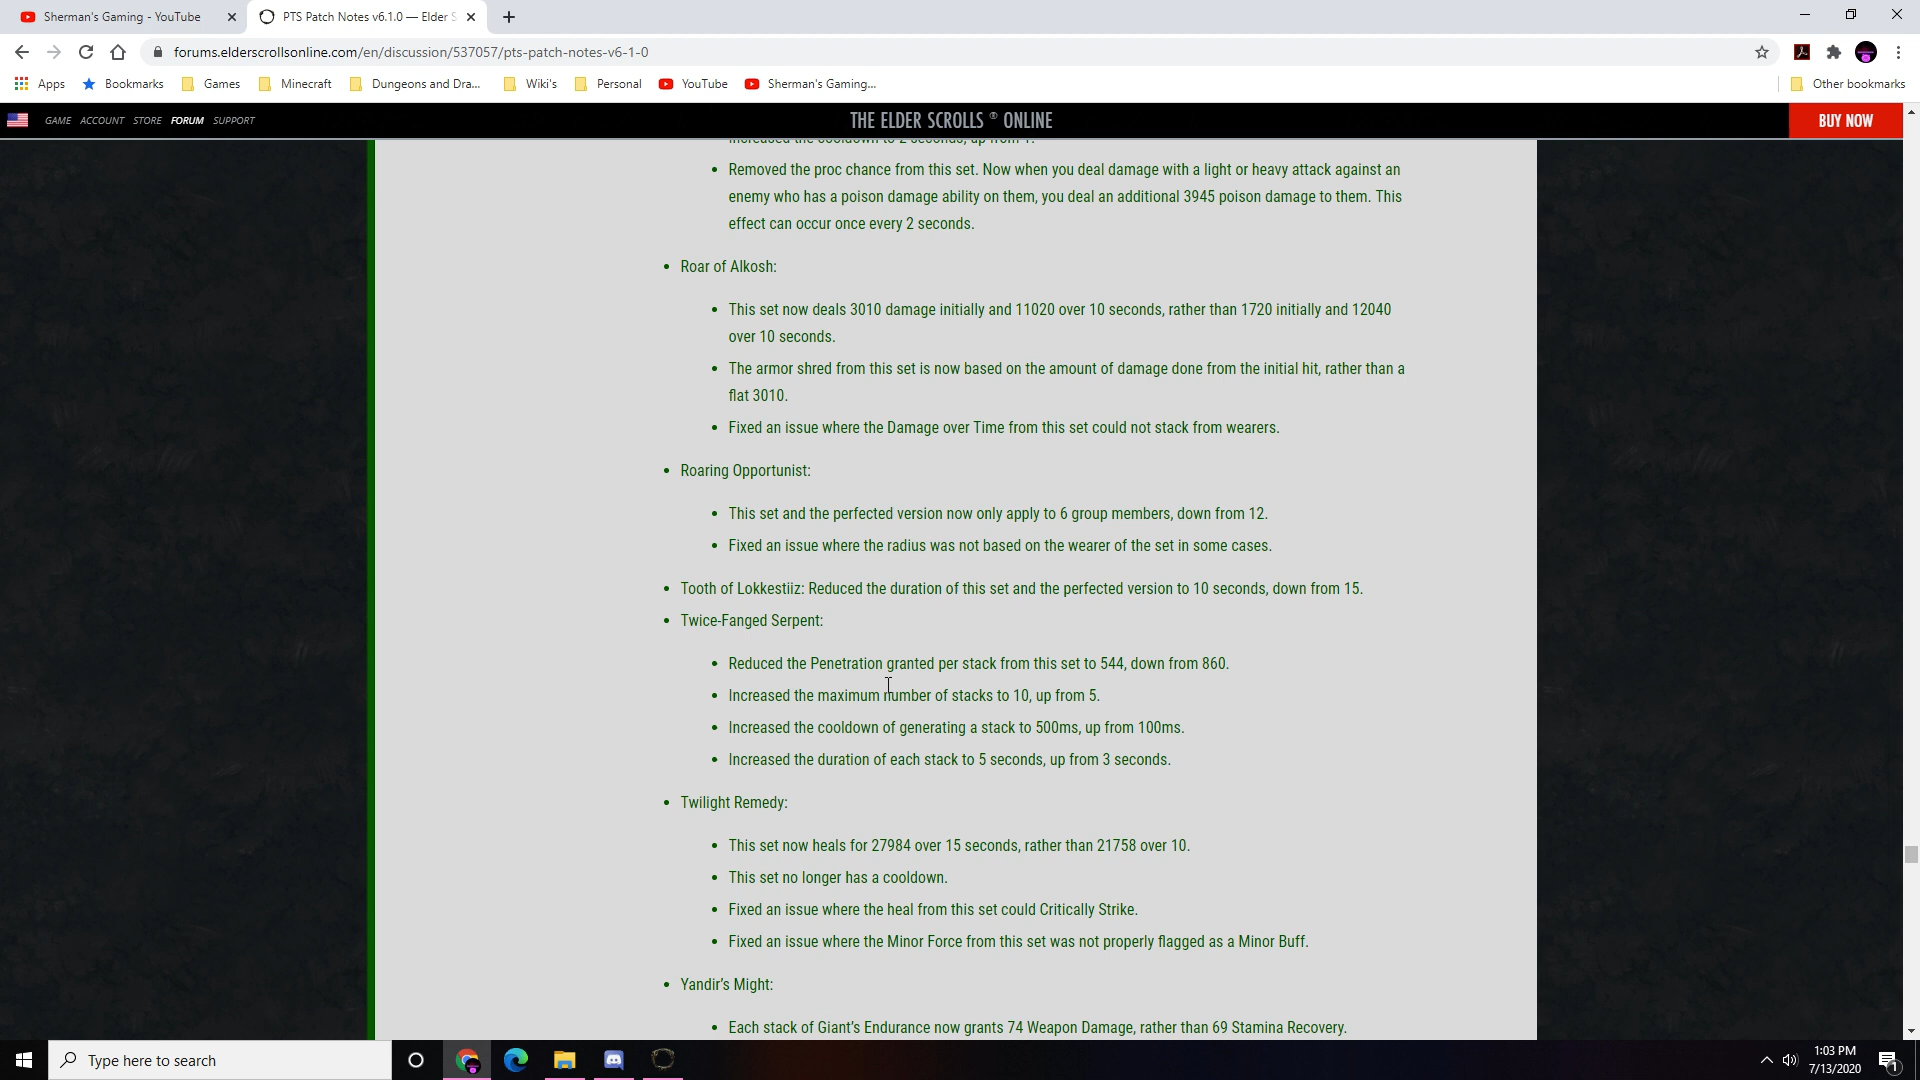 Sherman's Gaming - YouTube
PTS Patch Notes v6.1.0 — Elder S
forums.elderscrollsonline.com/en/discussion/537057/pts-patch-notes-v6-1-0
Apps Bookmarks Games Minecraft Dungeons and Dra... Wiki's Personal YouTube Sherman's Gaming... Other bookmarks
GAME ACCOUNT STORE FORUM SUPPORT
THE ELDER SCROLLS ® ONLINE
BUY NOW
Increased the cooldown to 2 seconds, up from 1.
• Removed the proc chance from this set. Now when you deal damage with a light or heavy attack against an
enemy who has a poison damage ability on them, you deal an additional 3945 poison damage to them. This
effect can occur once every 2 seconds.
• Roar of Alkosh:
• This set now deals 3010 damage initially and 11020 over 10 seconds, rather than 1720 initially and 12040
over 10 seconds.
• The armor shred from this set is now based on the amount of damage done from the initial hit, rather than a
flat 3010.
• Fixed an issue where the Damage over Time from this set could not stack from wearers.
• Roaring Opportunist:
• This set and the perfected version now only apply to 6 group members, down from 12.
• Fixed an issue where the radius was not based on the wearer of the set in some cases.
• Tooth of Lokkestiiz: Reduced the duration of this set and the perfected version to 10 seconds, down from 15.
• Twice-Fanged Serpent:
• Reduced the Penetration granted per stack from this set to 544, down from 860.
• Increased the maximum number of stacks to 10, up from 5.
• Increased the cooldown of generating a stack to 500ms, up from 100ms.
• Increased the duration of each stack to 5 seconds, up from 3 seconds.
• Twilight Remedy:
• This set now heals for 27984 over 15 seconds, rather than 21758 over 10.
• This set no longer has a cooldown.
• Fixed an issue where the heal from this set could Critically Strike.
• Fixed an issue where the Minor Force from this set was not properly flagged as a Minor Buff.
• Yandir's Might:
• Each stack of Giant's Endurance now grants 74 Weapon Damage, rather than 69 Stamina Recovery.
Type here to search
1:03 PM
7/13/2020
1